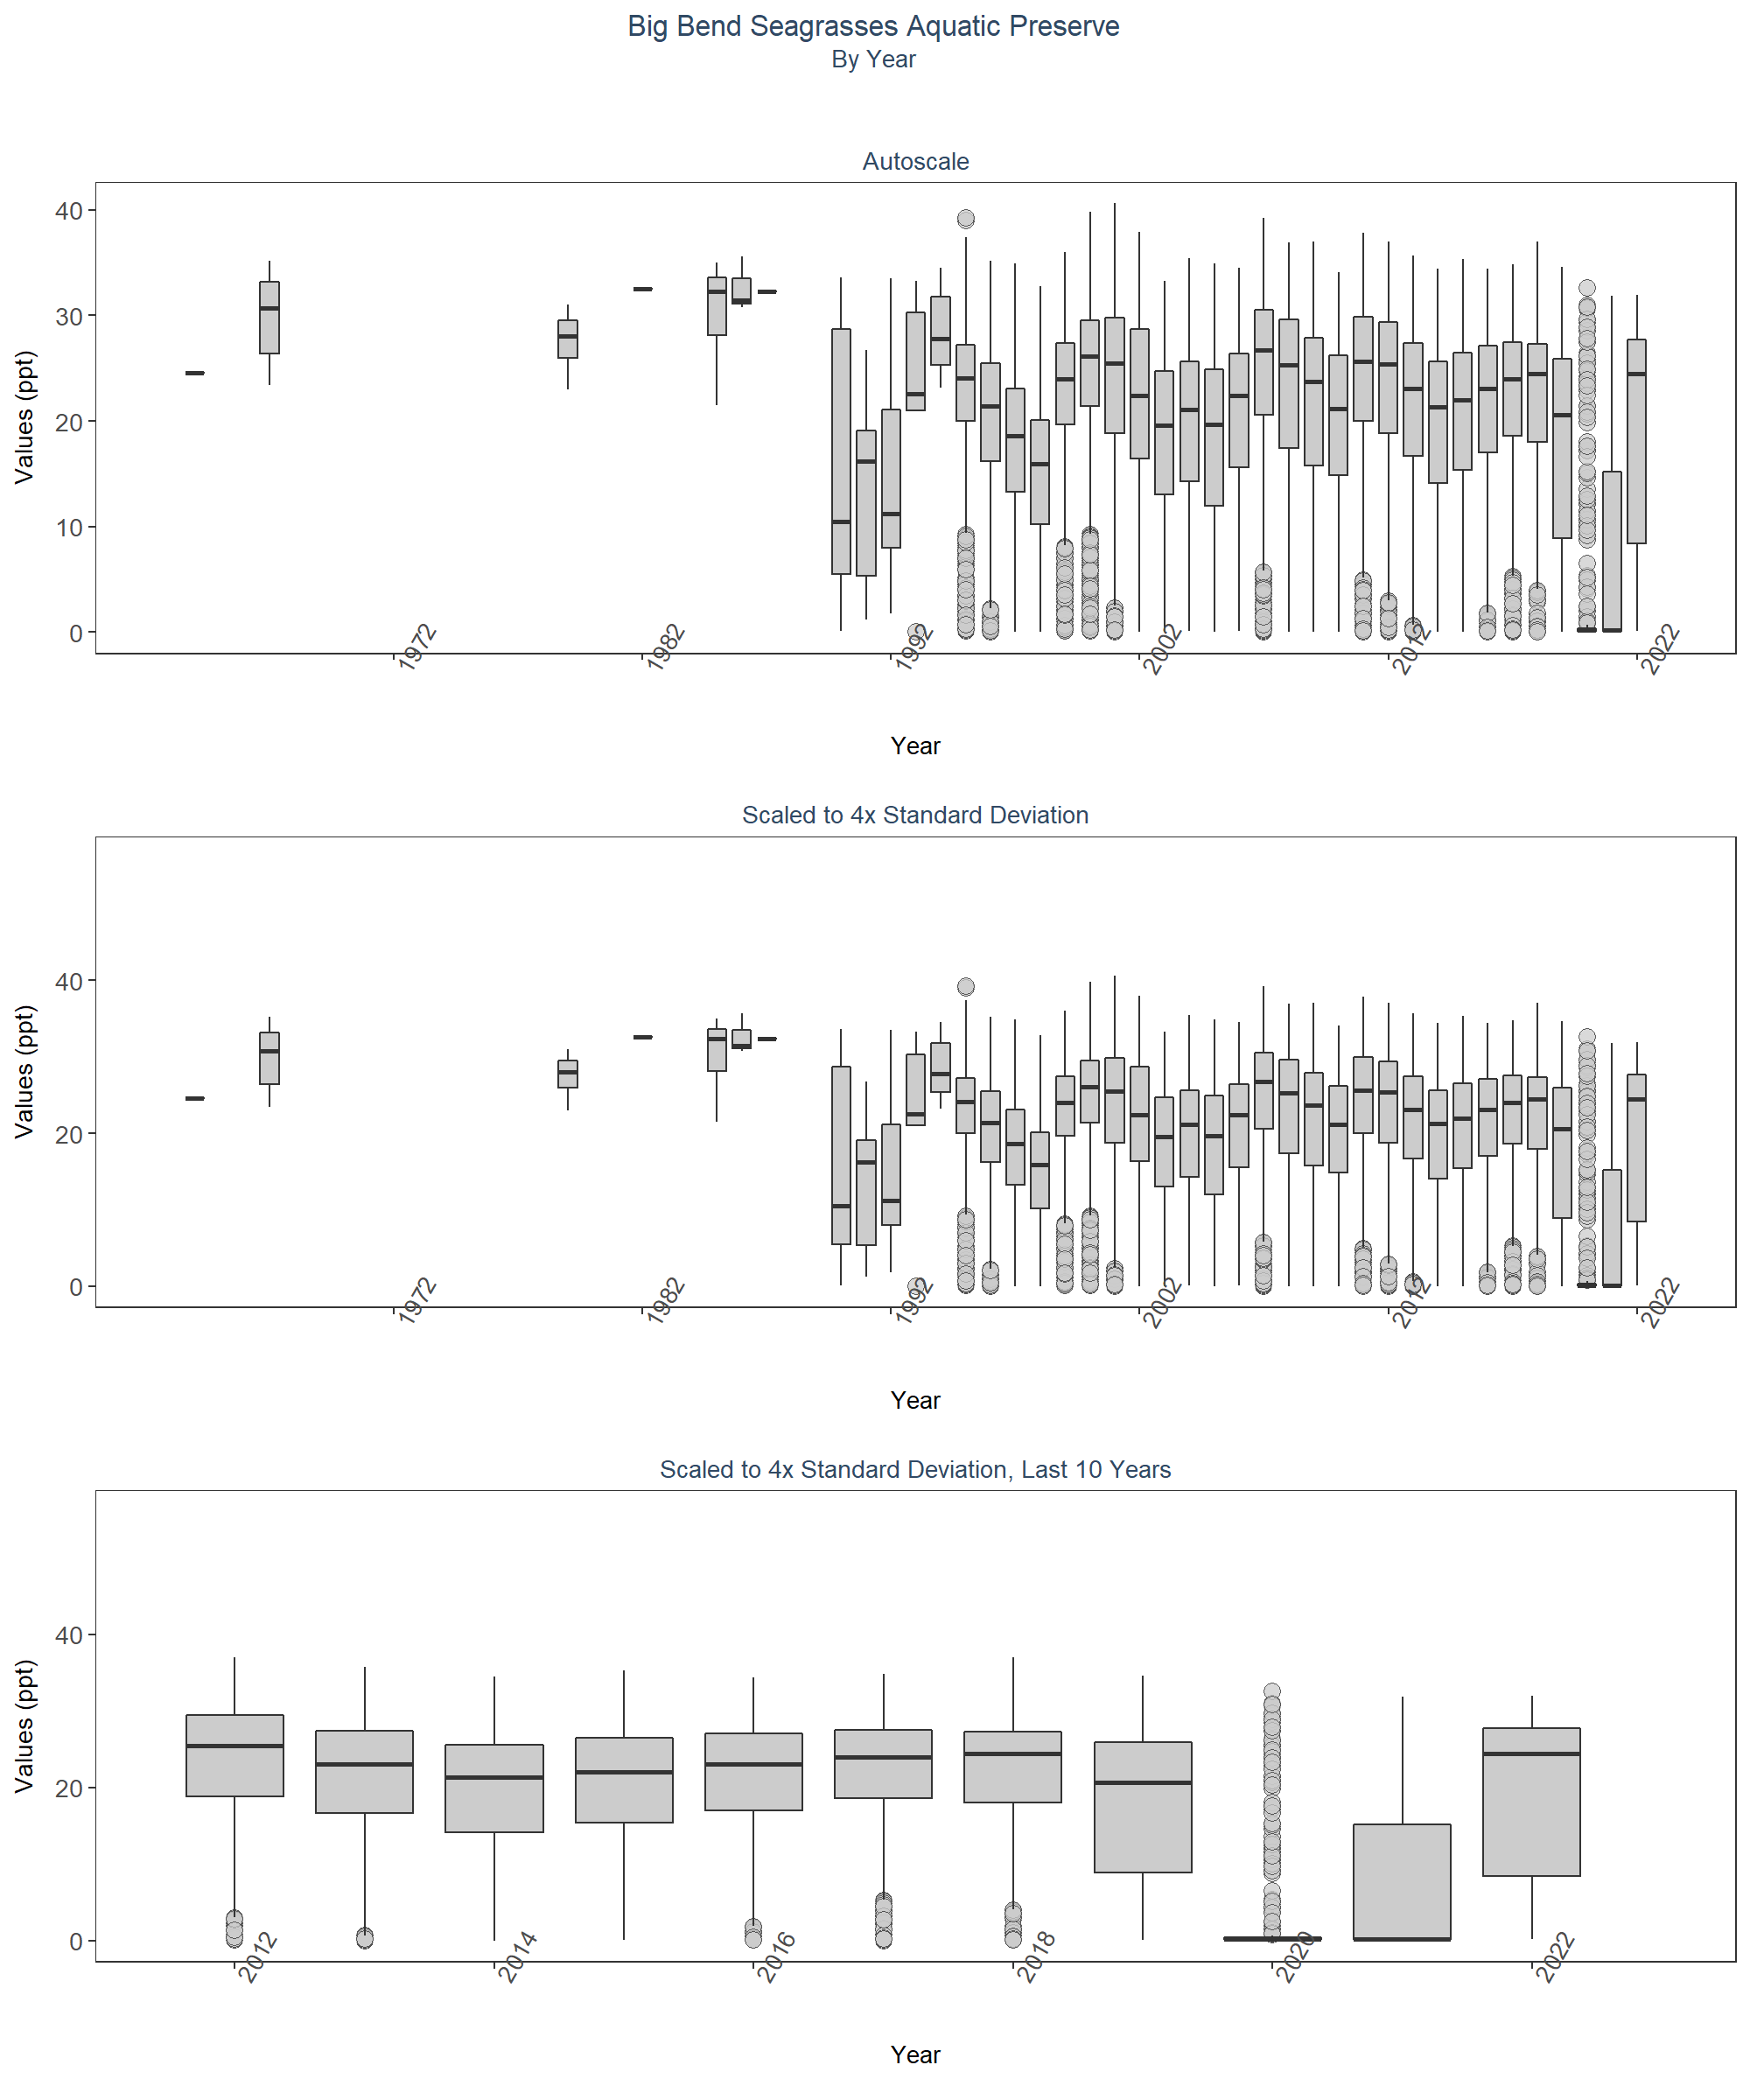 Big Bend Seagrasses Aquatic Preserve
By Year
Autoscale
Values (ppt)
40
30
20
10
0
1972 1982 1992 2002 2012 2022
Year
Scaled to 4x Standard Deviation
Values (ppt)
40
20
0
1972 1982 1992 2002 2012 2022
Year
Scaled to 4x Standard Deviation, Last 10 Years
Values (ppt)
40
20
0
2012 2014 2016 2018 2020 2022
Year